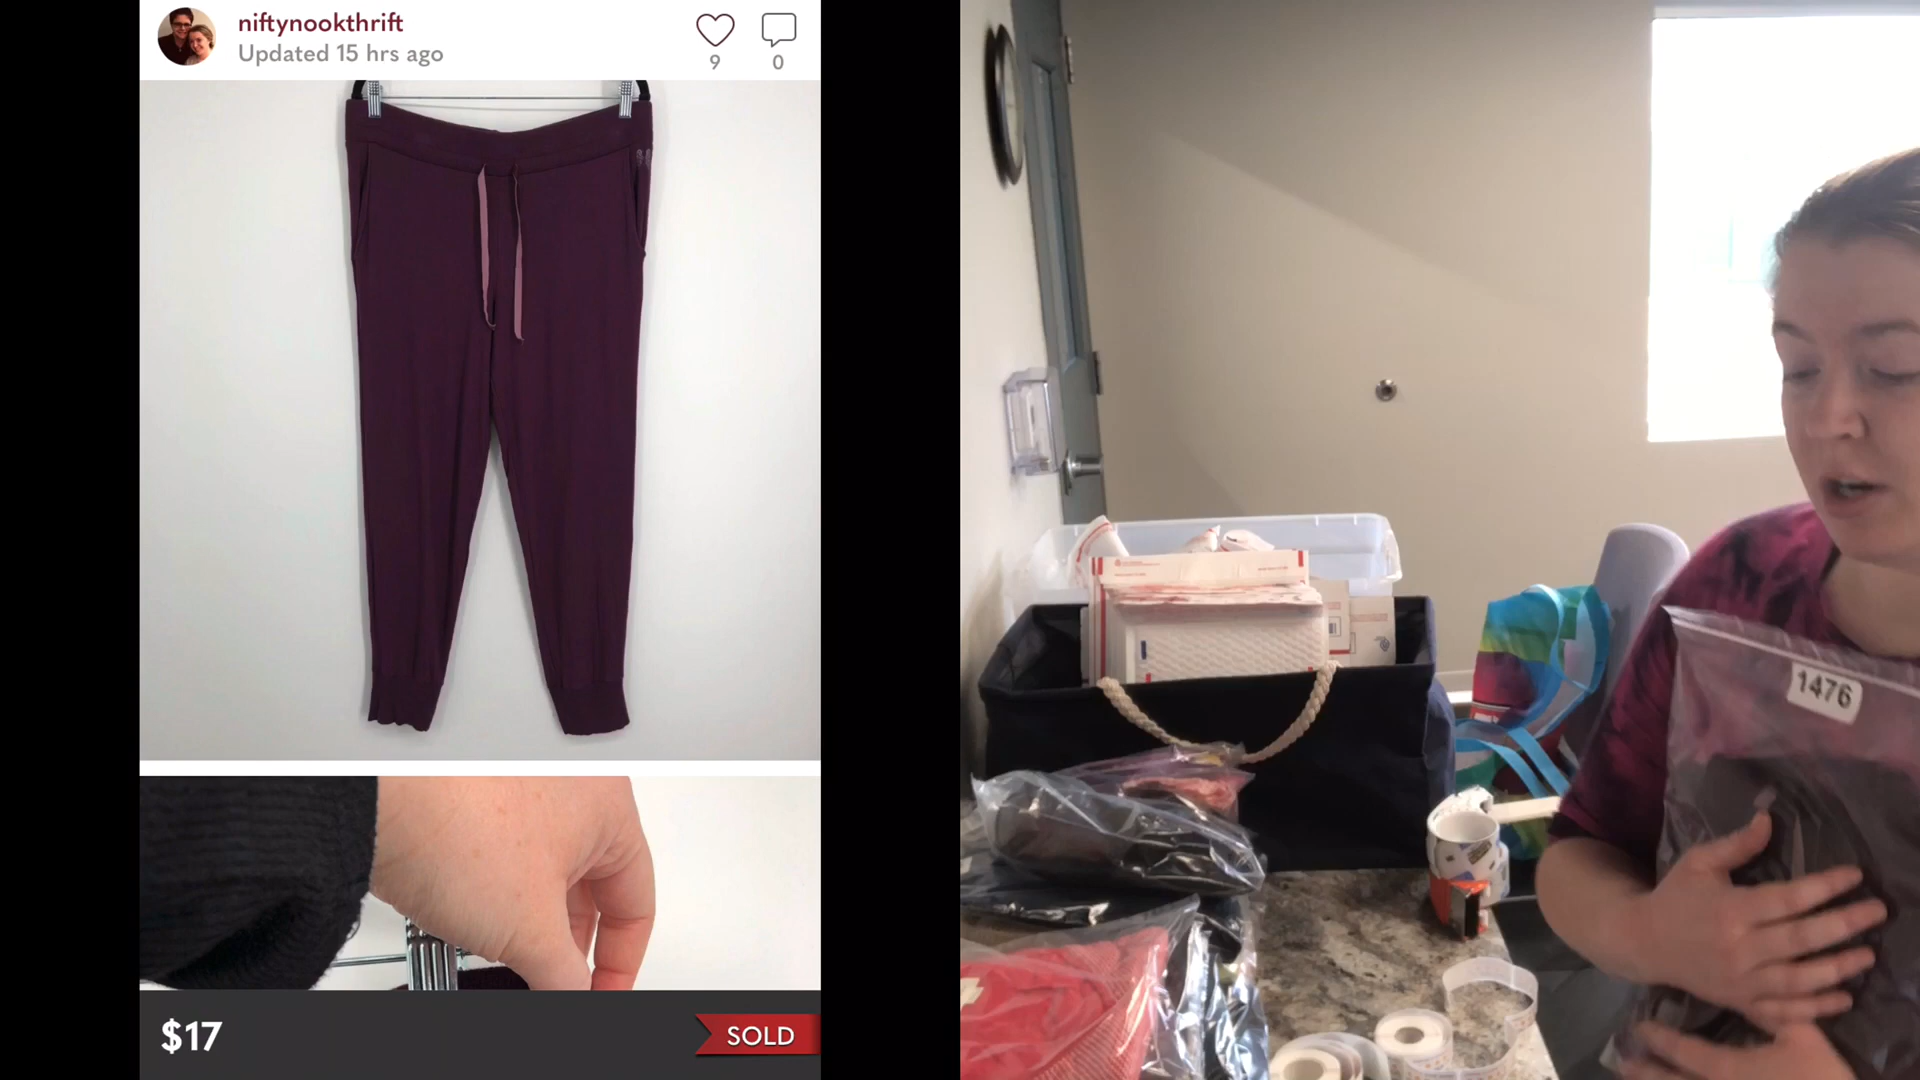 niftynookthrift
Updated 15 hrs ago
9
0
$17
SOLD
1476